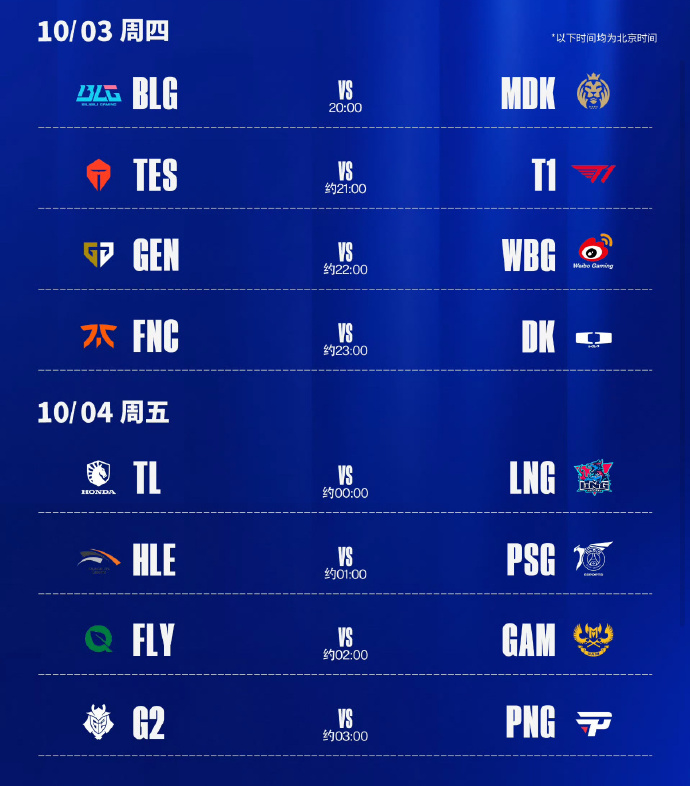 10/03 周四
*以下时间均为北京时间
BLG
BILIBILI GAMING
BLG
VS
20:00
MDK
TES
VS
约21:00
T1
GEN
VS
约22:00
WBG
Weibo Gaming
FNC
VS
约23:00
DK
10/04 周五
HONDA
TL
VS
约00:00
LNG
LNG
HLE
VS
约01:00
PSG
ESPORTS
FLY
VS
约02:00
GAM
G2
VS
约03:00
PNG